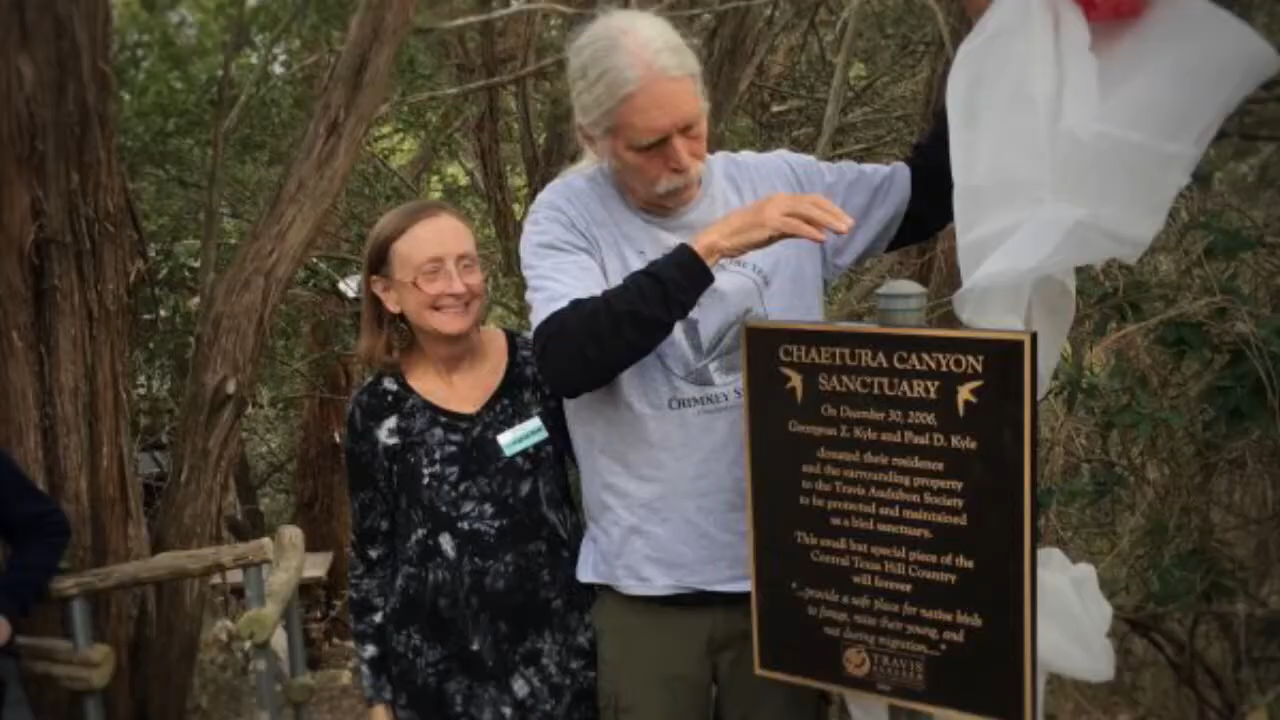 THE YEAR
CHIMNEY S
CHAETURA CANYON
SANCTUARY
On December 30, 2006,
Georgean Z. Kyle and Paul D. Kyle
donated their residence
and the surrounding property
to the Travis Audubon Society
to be protected and maintained
as a bird sanctuary.
This small but special piece of the
Central Texas Hill Country
will forever
"...provide a safe place for native birds
to forage, raise their young, and
rest during migration...."
TRAVIS
AUDUBON